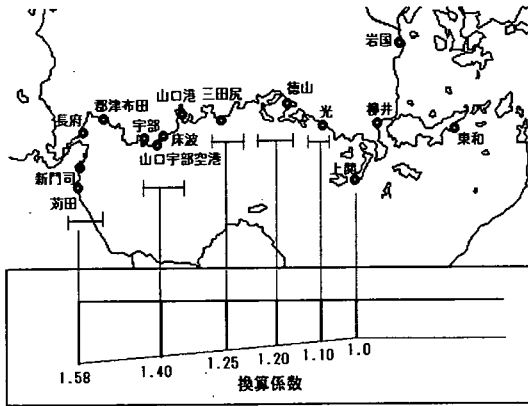 岩国
徳山
山口港
三田尻
郡津布田
光
柳井
長府
宇部
床波
東和
山口宇部空港
新門司
上関
苅田
1.0
1.10
1.20
1.25
1.40
1.58
換算係数